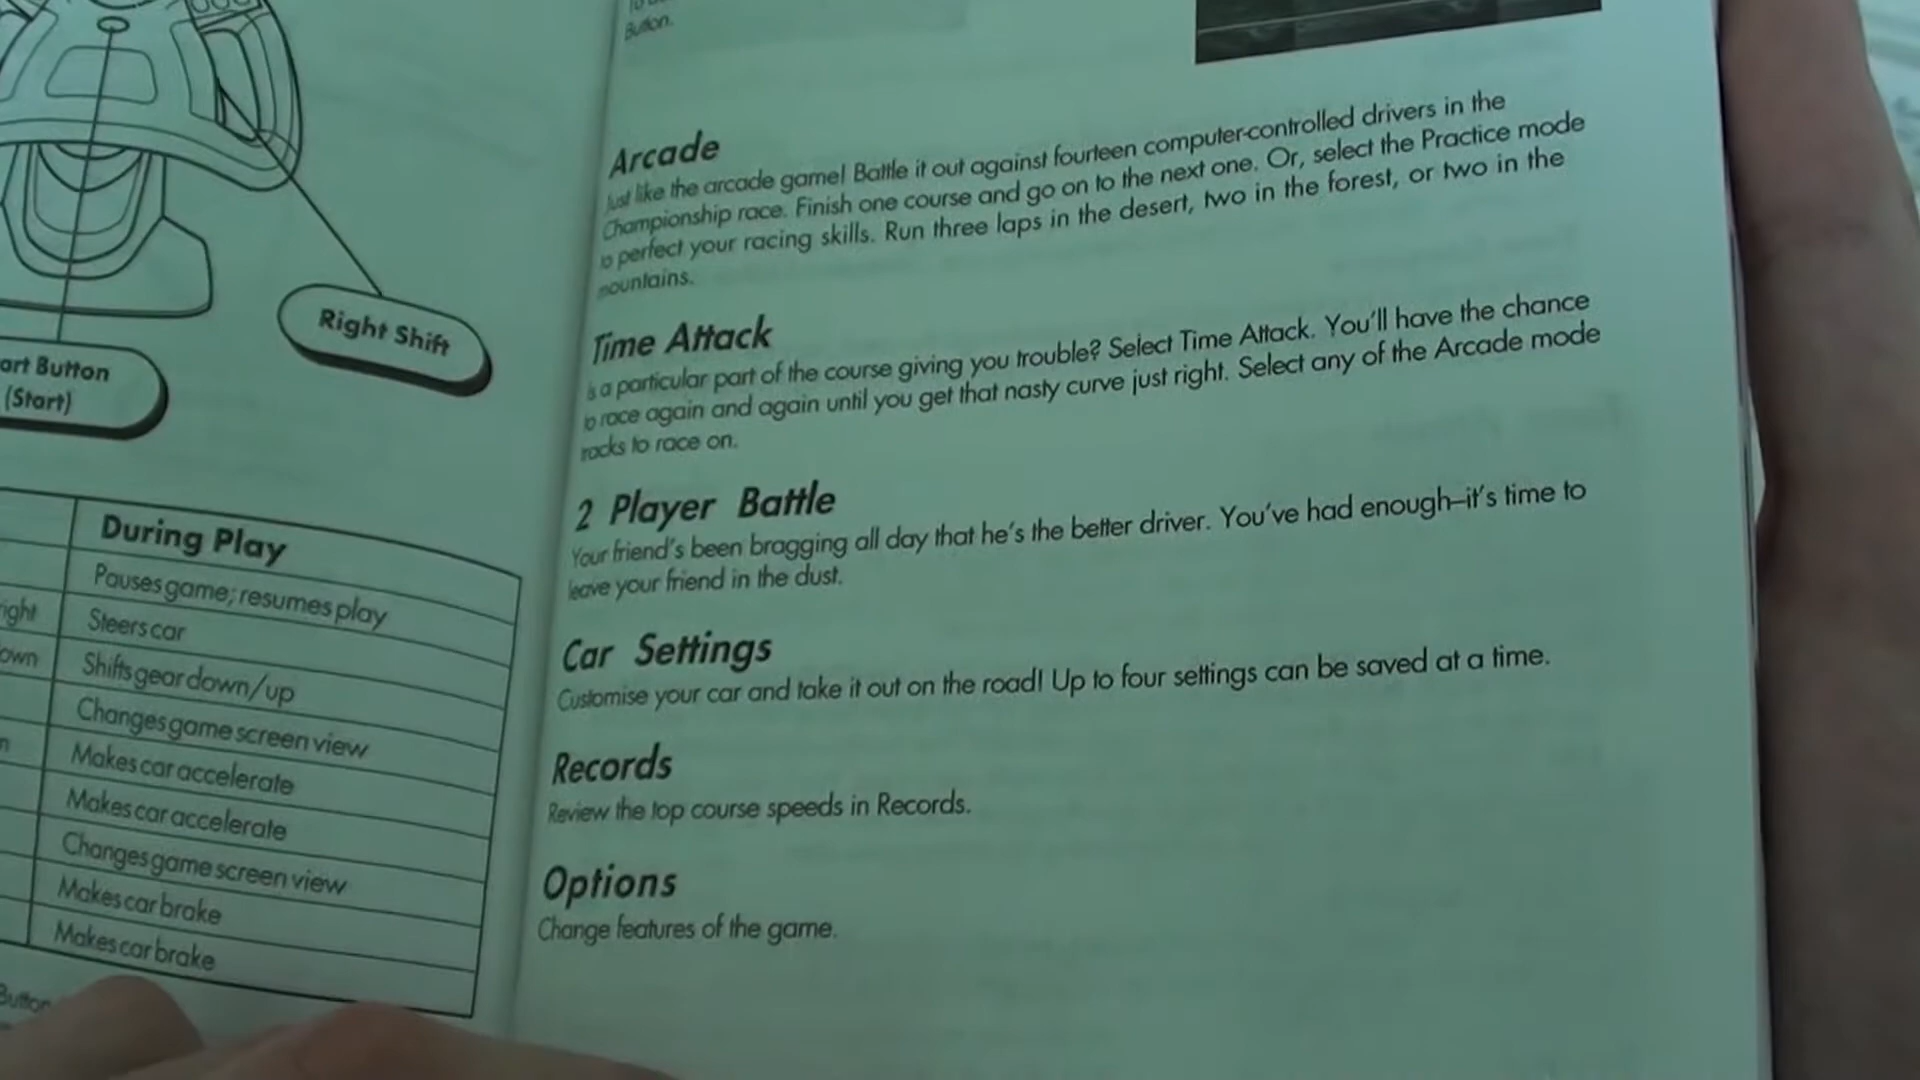 Right Shift
art Button
(Start)
During Play
Pauses game; resumes play
right
Steers car
own
Shifts gear down/up
Changes game screen view
n
Makes car accelerate
Makes car accelerate
Changes game screen view
Makes car brake
Makes car brake
Button
Button.
Arcade
Just like the arcade game! Battle it out against fourteen computer-controlled drivers in the
Championship race. Finish one course and go on to the next one. Or, select the Practice mode
to perfect your racing skills. Run three laps in the desert, two in the forest, or two in the
mountains.
Time Attack
Is a particular part of the course giving you trouble? Select Time Attack. You'll have the chance
to race again and again until you get that nasty curve just right. Select any of the Arcade mode
tracks to race on.
2 Player Battle
Your friend's been bragging all day that he's the better driver. You've had enough–it's time to
leave your friend in the dust.
Car Settings
Customise your car and take it out on the road! Up to four settings can be saved at a time.
Records
Review the top course speeds in Records.
Options
Change features of the game.